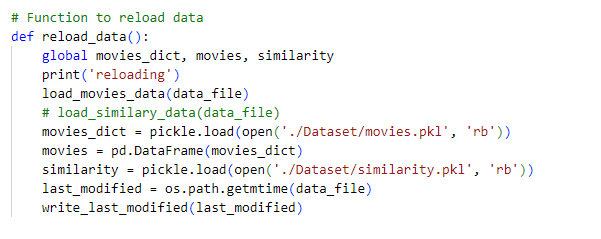 # Function to reload data
def reload_data():
    global movies_dict, movies, similarity
    print('reloading')
    load_movies_data(data_file)
    # load_similary_data(data_file)
    movies_dict = pickle.load(open('./Dataset/movies.pkl', 'rb'))
    movies = pd.DataFrame(movies_dict)
    similarity = pickle.load(open('./Dataset/similarity.pkl', 'rb'))
    last_modified = os.path.getmtime(data_file)
    write_last_modified(last_modified)